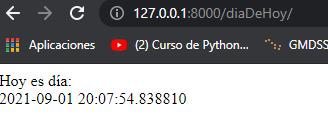 127.0.0.1:8000/diaDeHoy/
Aplicaciones (2) Curso de Python... GMDSS
Hoy es día:
2021-09-01 20:07:54.838810